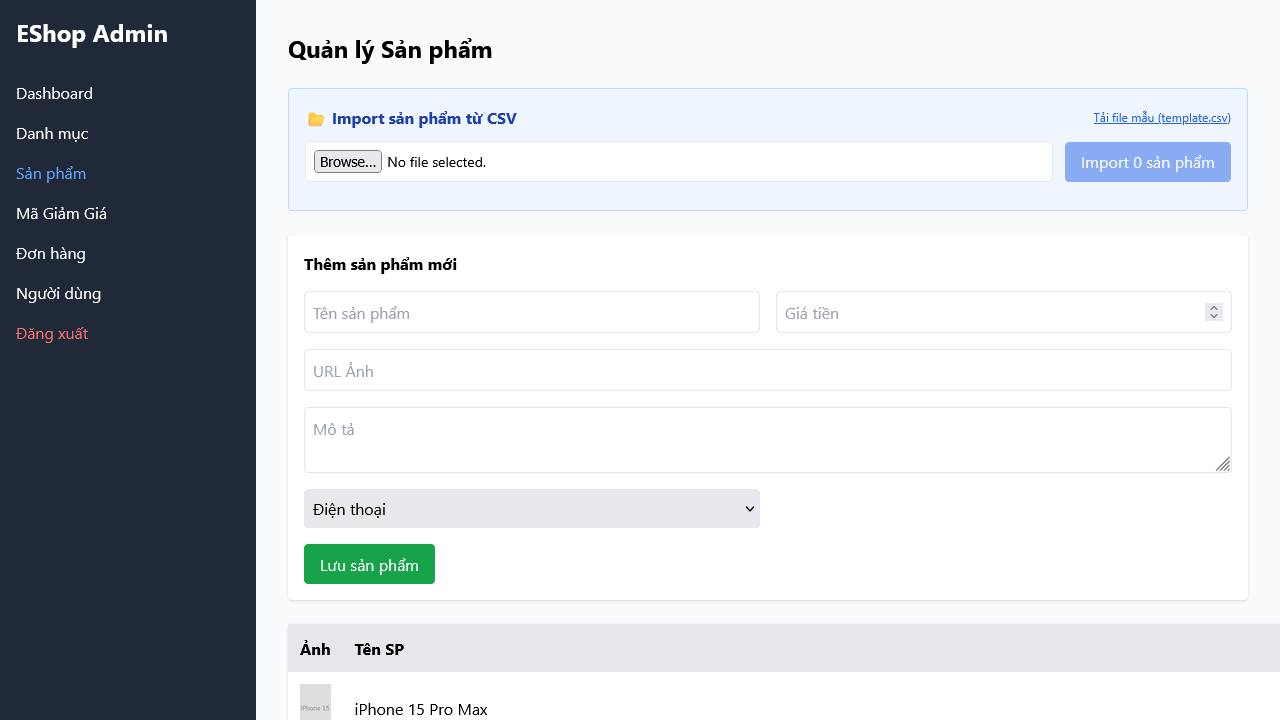 EShop Admin
Dashboard
Danh mục
Sản phẩm
Mã Giảm Giá
Đơn hàng
Người dùng
Đăng xuất
Quản lý Sản phẩm
Import sản phẩm từ CSV
Tải file mẫu (template.csv)
Browse... No file selected.
Import 0 sản phẩm
Thêm sản phẩm mới
Tên sản phẩm
Giá tiền
URL Ảnh
Mô tả
Điện thoại
Lưu sản phẩm
Ảnh Tên SP
iPhone 15 iPhone 15 Pro Max